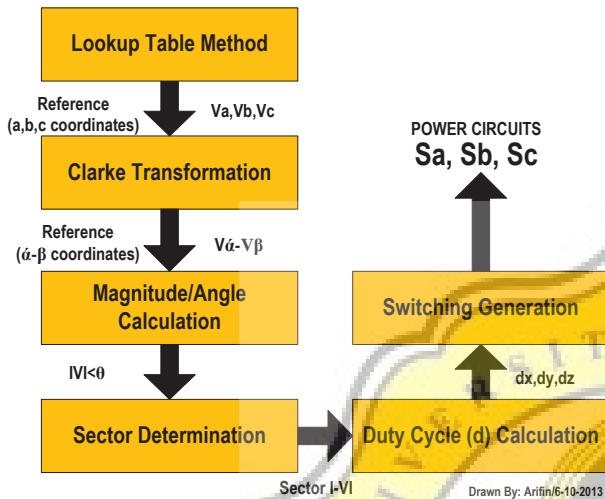 Lookup Table Method
Reference
(a,b,c coordinates)
Va,Vb,Vc
Clarke Transformation
Reference
(ά-β coordinates)
Vά-Vβ
Magnitude/Angle
Calculation
IVI<θ
Sector Determination
Sector I-VI
Duty Cycle (d) Calculation
dx,dy,dz
Switching Generation
POWER CIRCUITS
Sa, Sb, Sc
Drawn By: Arifin/6-10-2013